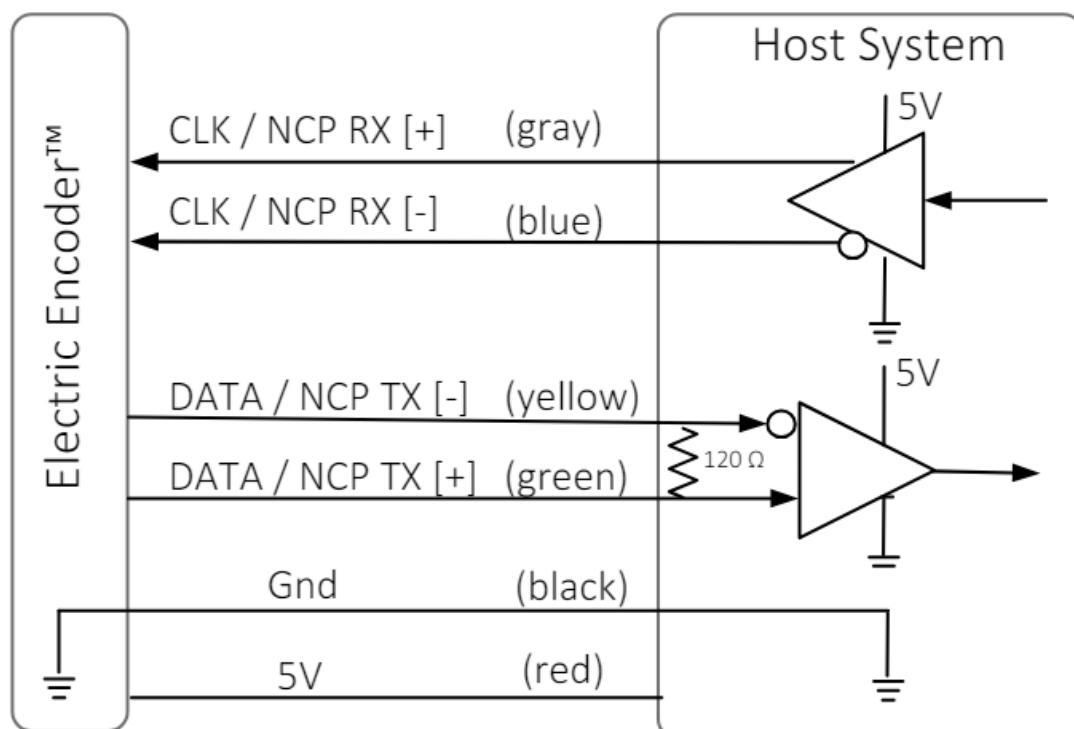 Host System
5V
CLK / NCP RX [+] (gray)
CLK / NCP RX [-] (blue)
Electric Encoder™
5V
DATA / NCP TX [-] (yellow)
120 Ω
DATA / NCP TX [+] (green)
Gnd (black)
5V (red)